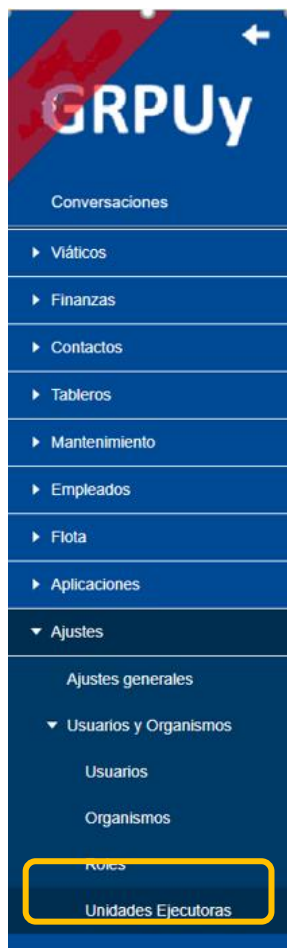 GRPUy
Conversaciones
Viáticos
Finanzas
Contactos
Tableros
Mantenimiento
Empleados
Flota
Aplicaciones
Ajustes
Ajustes generales
Usuarios y Organismos
Usuarios
Organismos
Roles
Unidades Ejecutoras